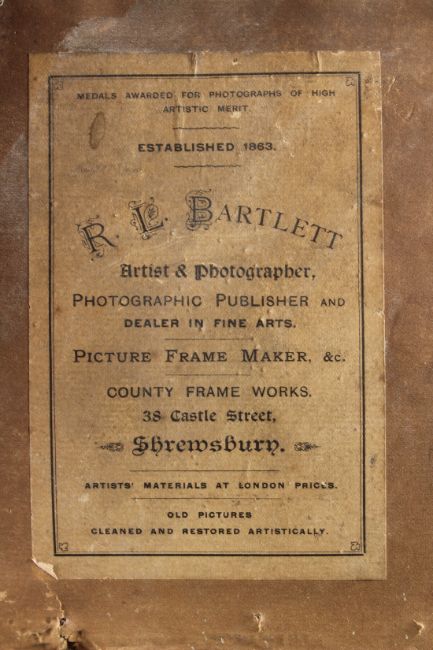 MEDALS AWARDED FOR PHOTOGRAPHS OF HIGH
ARTISTIC MERIT.
ESTABLISHED 1863.
R. L. BARTLETT
Artist & Photographer,
PHOTOGRAPHIC PUBLISHER AND
DEALER IN FINE ARTS.
PICTURE FRAME MAKER, &c.
COUNTY FRAME WORKS.
38 Castle Street,
Shrewsbury.
ARTISTS' MATERIALS AT LONDON PRICES.
OLD PICTURES
CLEANED AND RESTORED ARTISTICALLY.